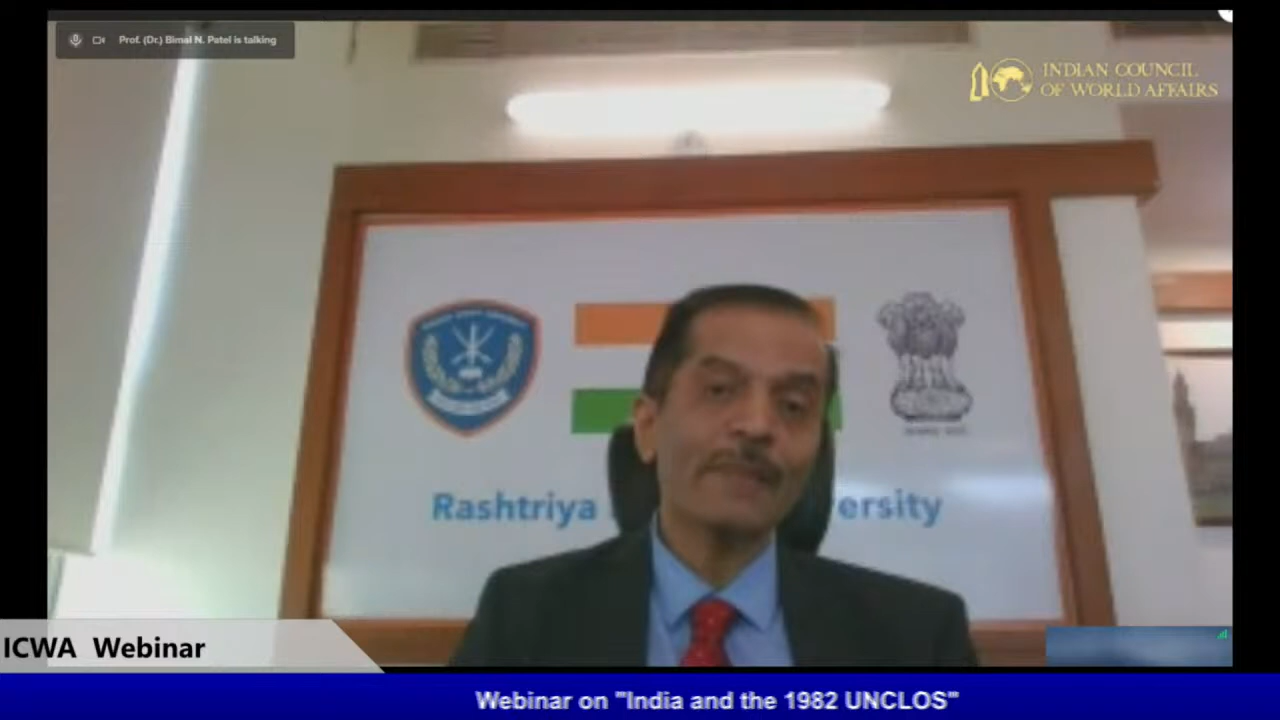 Prof. (Dr.) Bimal N. Patel is talking
INDIAN COUNCIL
OF WORLD AFFAIRS
Rashtriya ersity
ICWA Webinar
Webinar on "India and the 1982 UNCLOS"